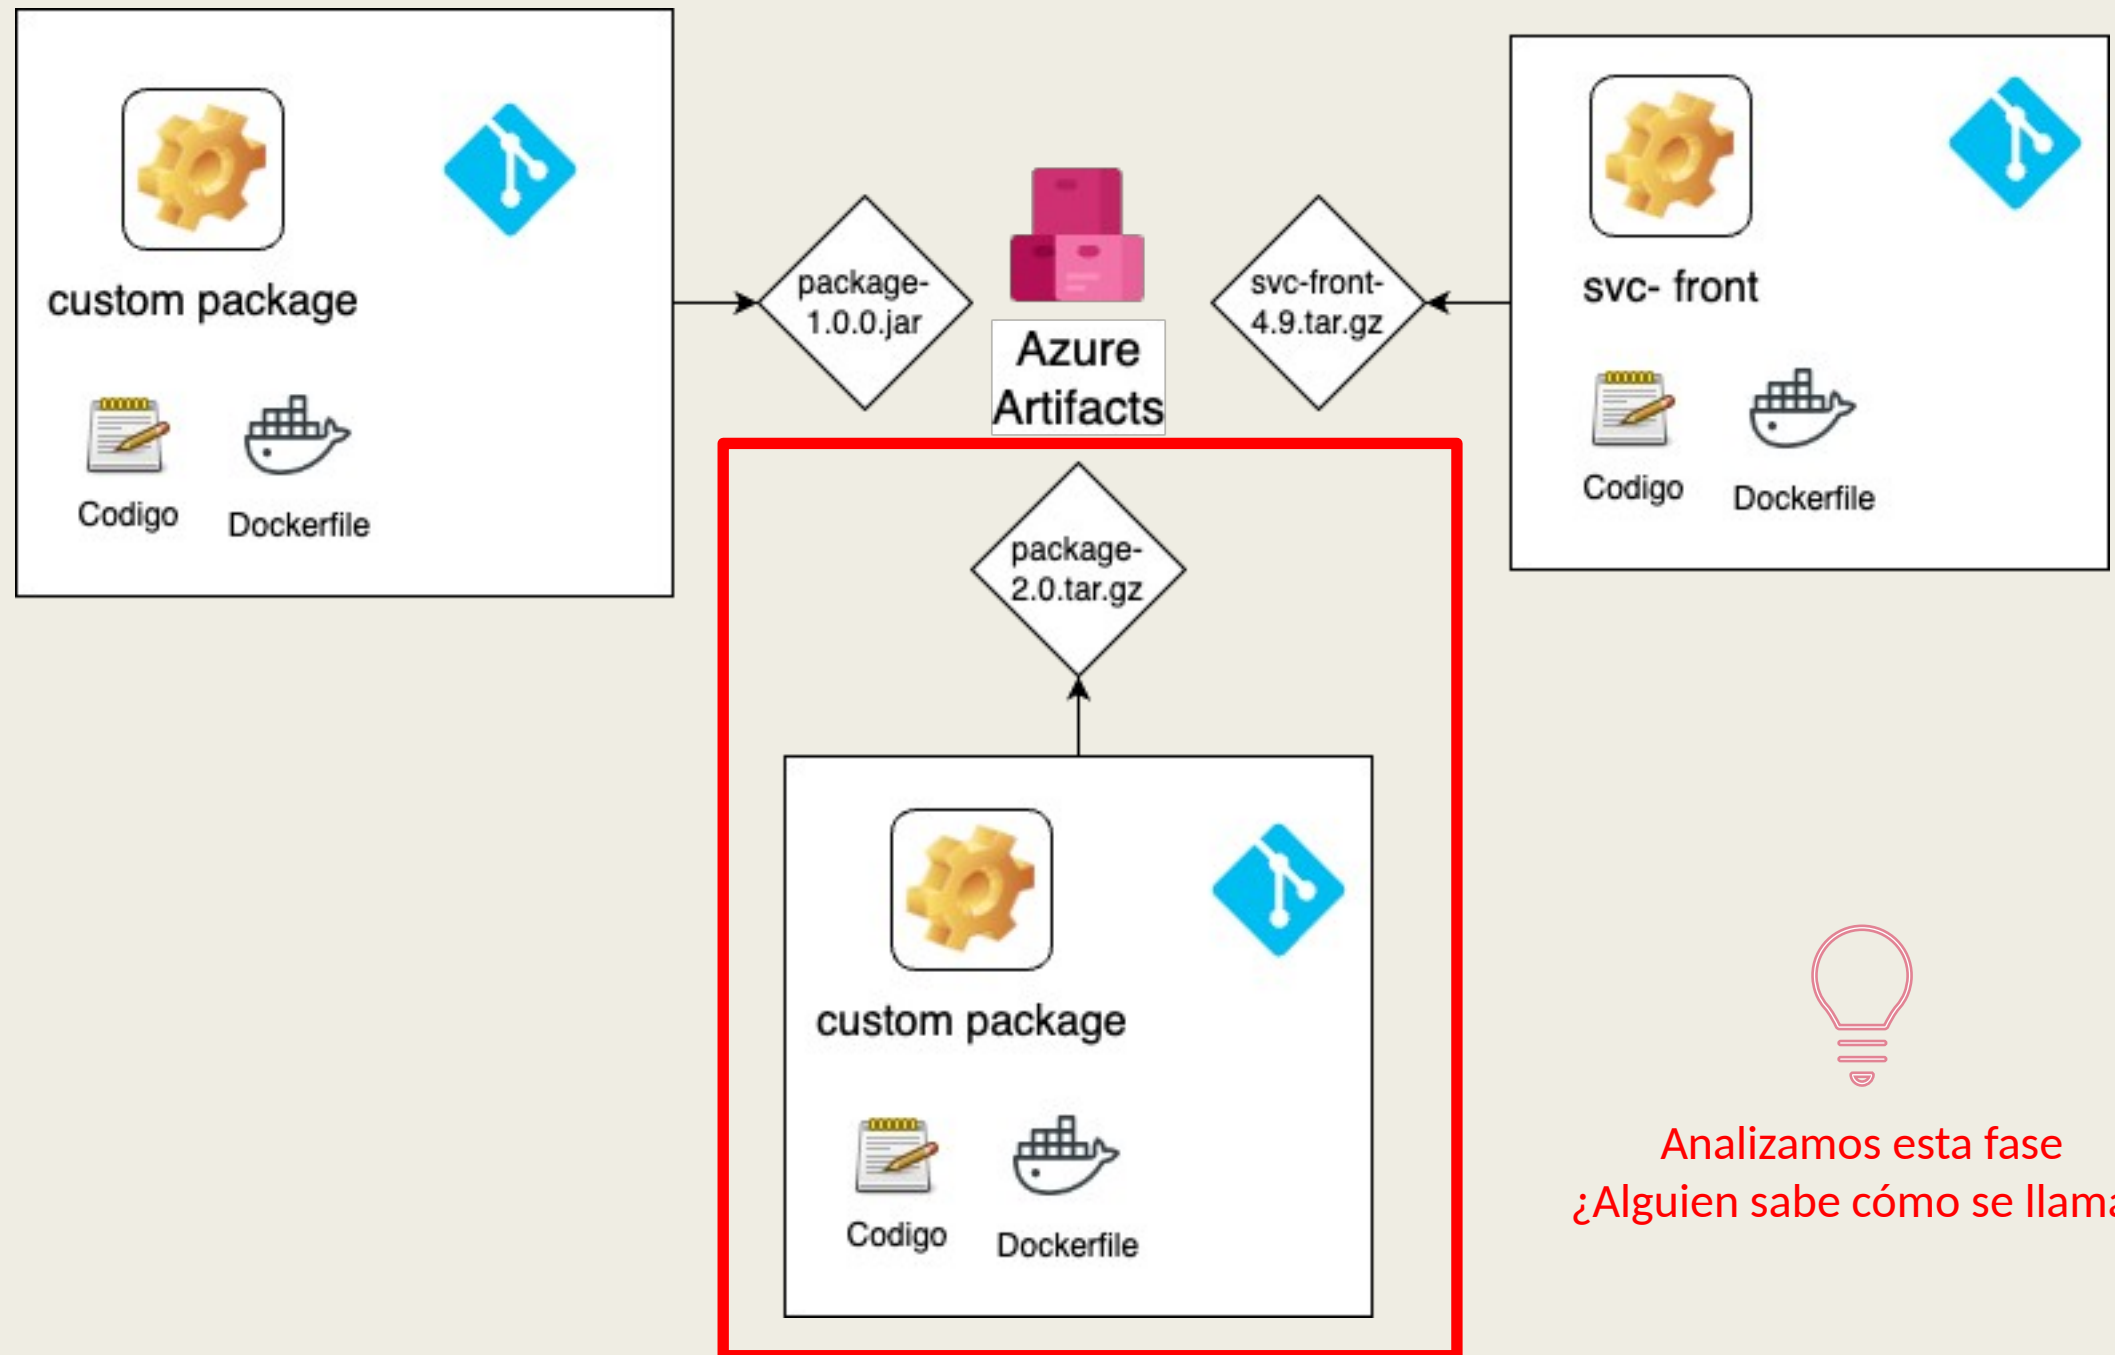 custom package
Codigo
Dockerfile
package-
1.0.0.jar
Azure
Artifacts
svc-front-
4.9.tar.gz
svc- front
Codigo
Dockerfile
package-
2.0.tar.gz
custom package
Codigo
Dockerfile
Analizamos esta fase
¿Alguien sabe cómo se llama